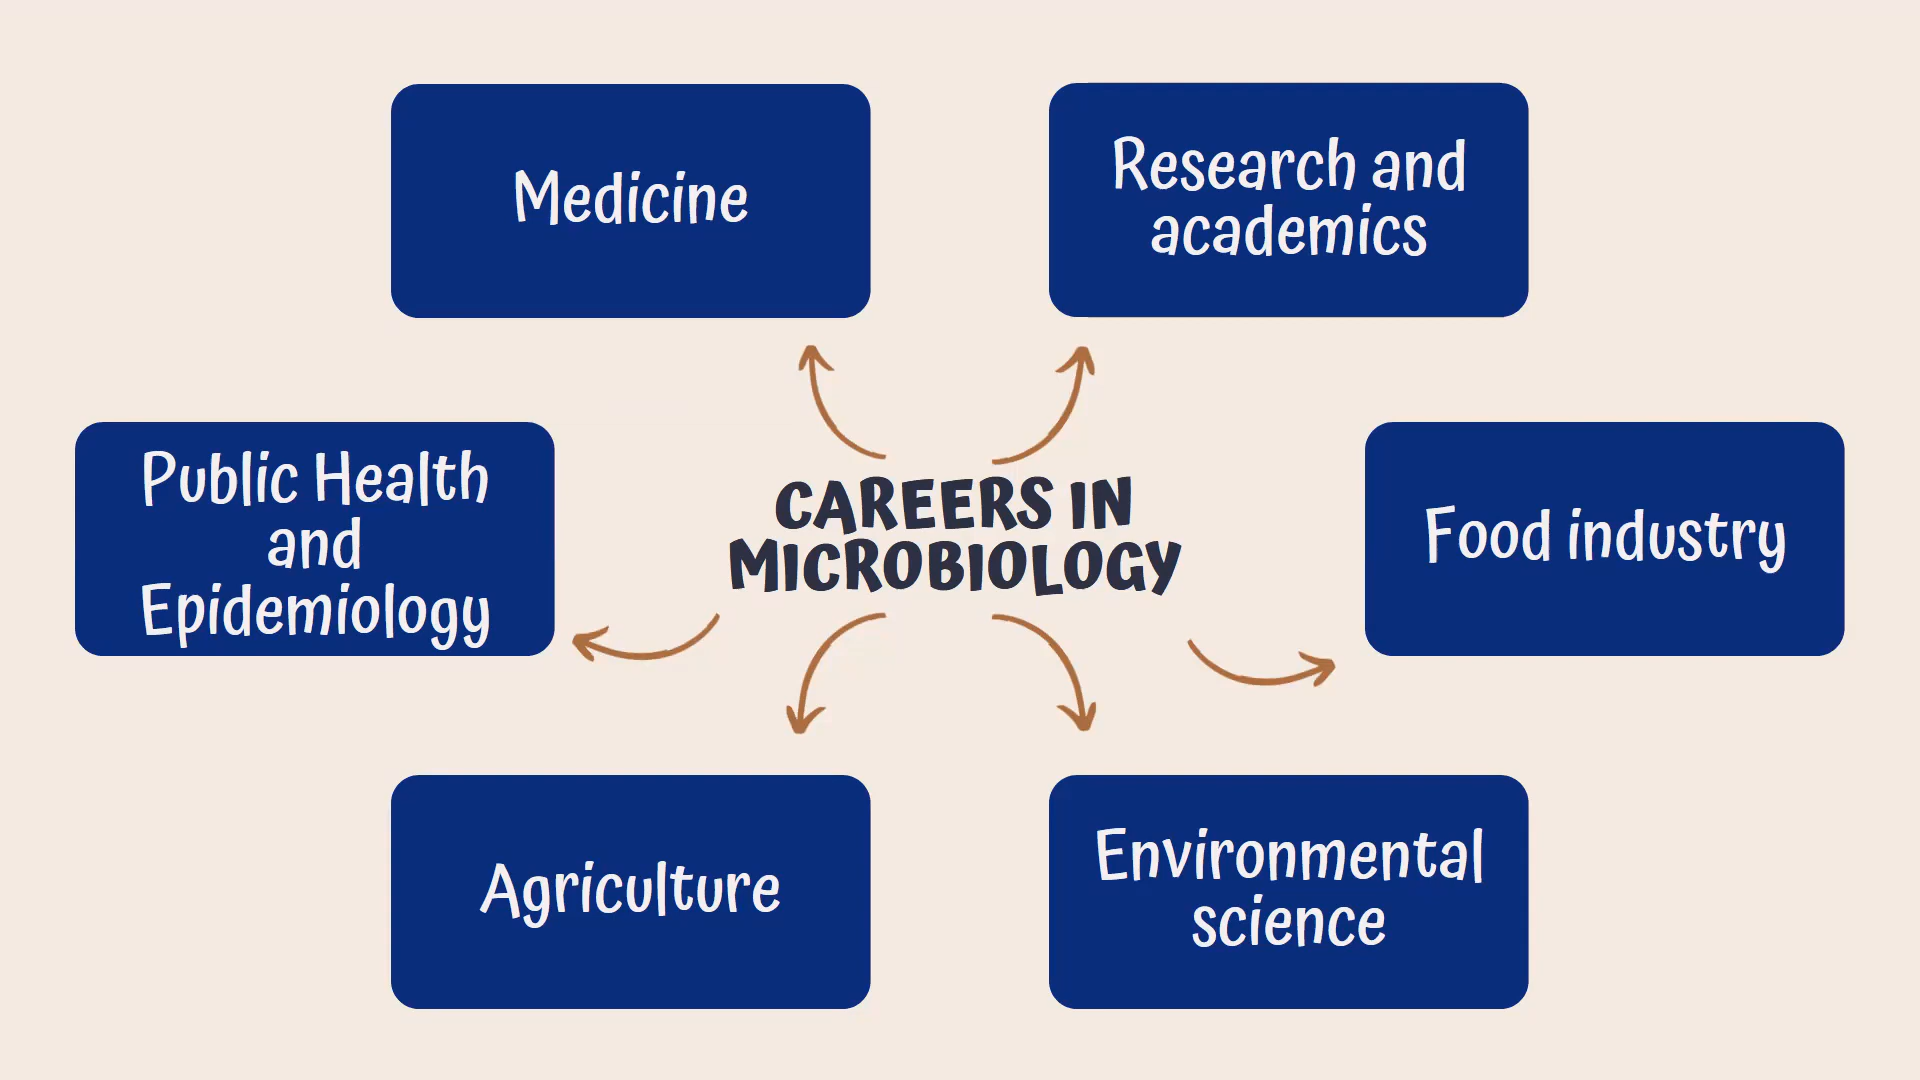 Medicine
Research and
academics
Public Health
and
Epidemiology
CAREERS IN
MICROBIOLOGY
Food industry
Agriculture
Environmental
science